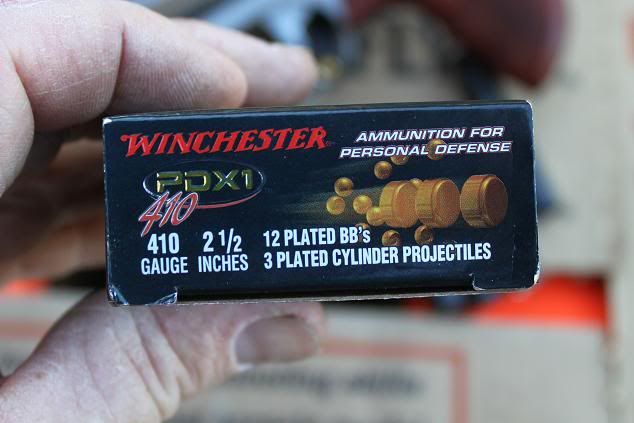 WINCHESTER
AMMUNITION FOR
PERSONAL DEFENSE
PDX1
410
410 2 1/2 12 PLATED BB's
GAUGE INCHES 3 PLATED CYLINDER PROJECTILES